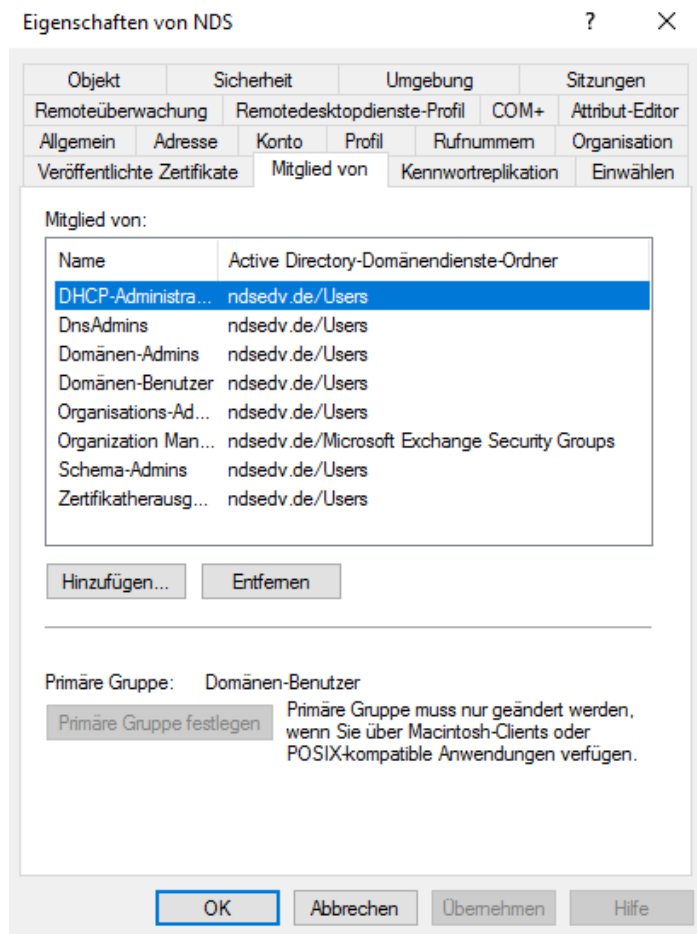 Eigenschaften von NDS ? ×
Objekt Sicherheit Umgebung Sitzungen
Remoteüberwachung Remotedesktopdienste-Profil COM+ Attribut-Editor
Allgemein Adresse Konto Profil Rufnummern Organisation
Veröffentlichte Zertifikate Mitglied von Kennwortreplikation Einwählen
Mitglied von:
Name Active Directory-Domänendienste-Ordner
DHCP-Administra... ndsedv.de/Users
DnsAdmins ndsedv.de/Users
Domänen-Admins ndsedv.de/Users
Domänen-Benutzer ndsedv.de/Users
Organisations-Ad... ndsedv.de/Users
Organization Man... ndsedv.de/Microsoft Exchange Security Groups
Schema-Admins ndsedv.de/Users
Zertifikatherausg... ndsedv.de/Users
Hinzufügen... Entfernen
Primäre Gruppe: Domänen-Benutzer
Primäre Gruppe festlegen
Primäre Gruppe muss nur geändert werden,
wenn Sie über Macintosh-Clients oder
POSIX-kompatible Anwendungen verfügen.
OK Abbrechen Übernehmen Hilfe